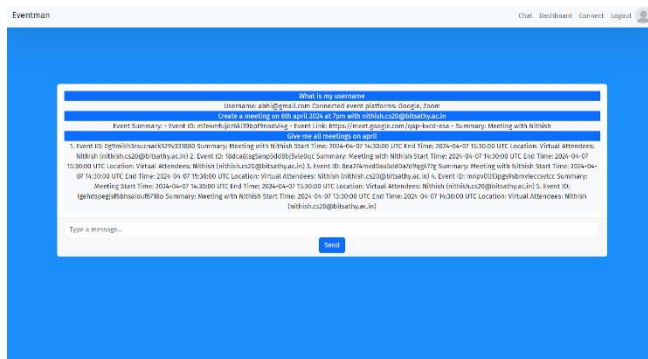 Eventman
Chat Dashboard Connect Logout
What is my username
Username: abhi@gmail.com Connected event platforms: Google, Zoom
Create a meeting on 6th april 2024 at 7pm with nithish.cs20@bitsathy.ac.in
Event Summary: - Event ID: - Event Link: https://meet.google.com/ - Summary: Meeting with Nithish
Give me all meetings on april
1. Event ID: Summary: Meeting with Nithish Start Time: 2024-04-07 14:30:00 UTC End Time: 2024-04-07 15:30:00 UTC Location: Virtual Attendees:
Nithish (nithish.cs20@bitsathy.ac.in) 2. Event ID: Summary: Meeting with Nithish Start Time: 2024-04-07 14:30:00 UTC End Time: 2024-04-07
15:30:00 UTC Location: Virtual Attendees: Nithish (nithish.cs20@bitsathy.ac.in) 3. Event ID: Summary: Meeting with Nithish Start Time: 2024-04-
07 14:30:00 UTC End Time: 2024-04-07 15:30:00 UTC Location: Virtual Attendees: Nithish (nithish.cs20@bitsathy.ac.in) 4. Event ID: Summary:
Meeting with Nithish Start Time: 2024-04-07 14:30:00 UTC End Time: 2024-04-07 15:30:00 UTC Location: Virtual Attendees: Nithish (nithish.cs20@bitsathy.ac.in) 5. Event ID:
Summary: Meeting with Nithish Start Time: 2024-04-07 13:30:00 UTC End Time: 2024-04-07 14:30:00 UTC Location: Virtual Attendees: Nithish
(nithish.cs20@bitsathy.ac.in)
Type a message...
Send